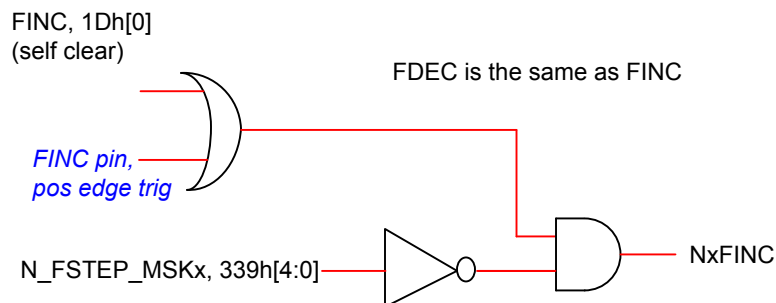 FINC, 1Dh[0]
(self clear)
FDEC is the same as FINC
FINC pin,
pos edge trig
N_FSTEP_MSKx, 339h[4:0]
NxFINC